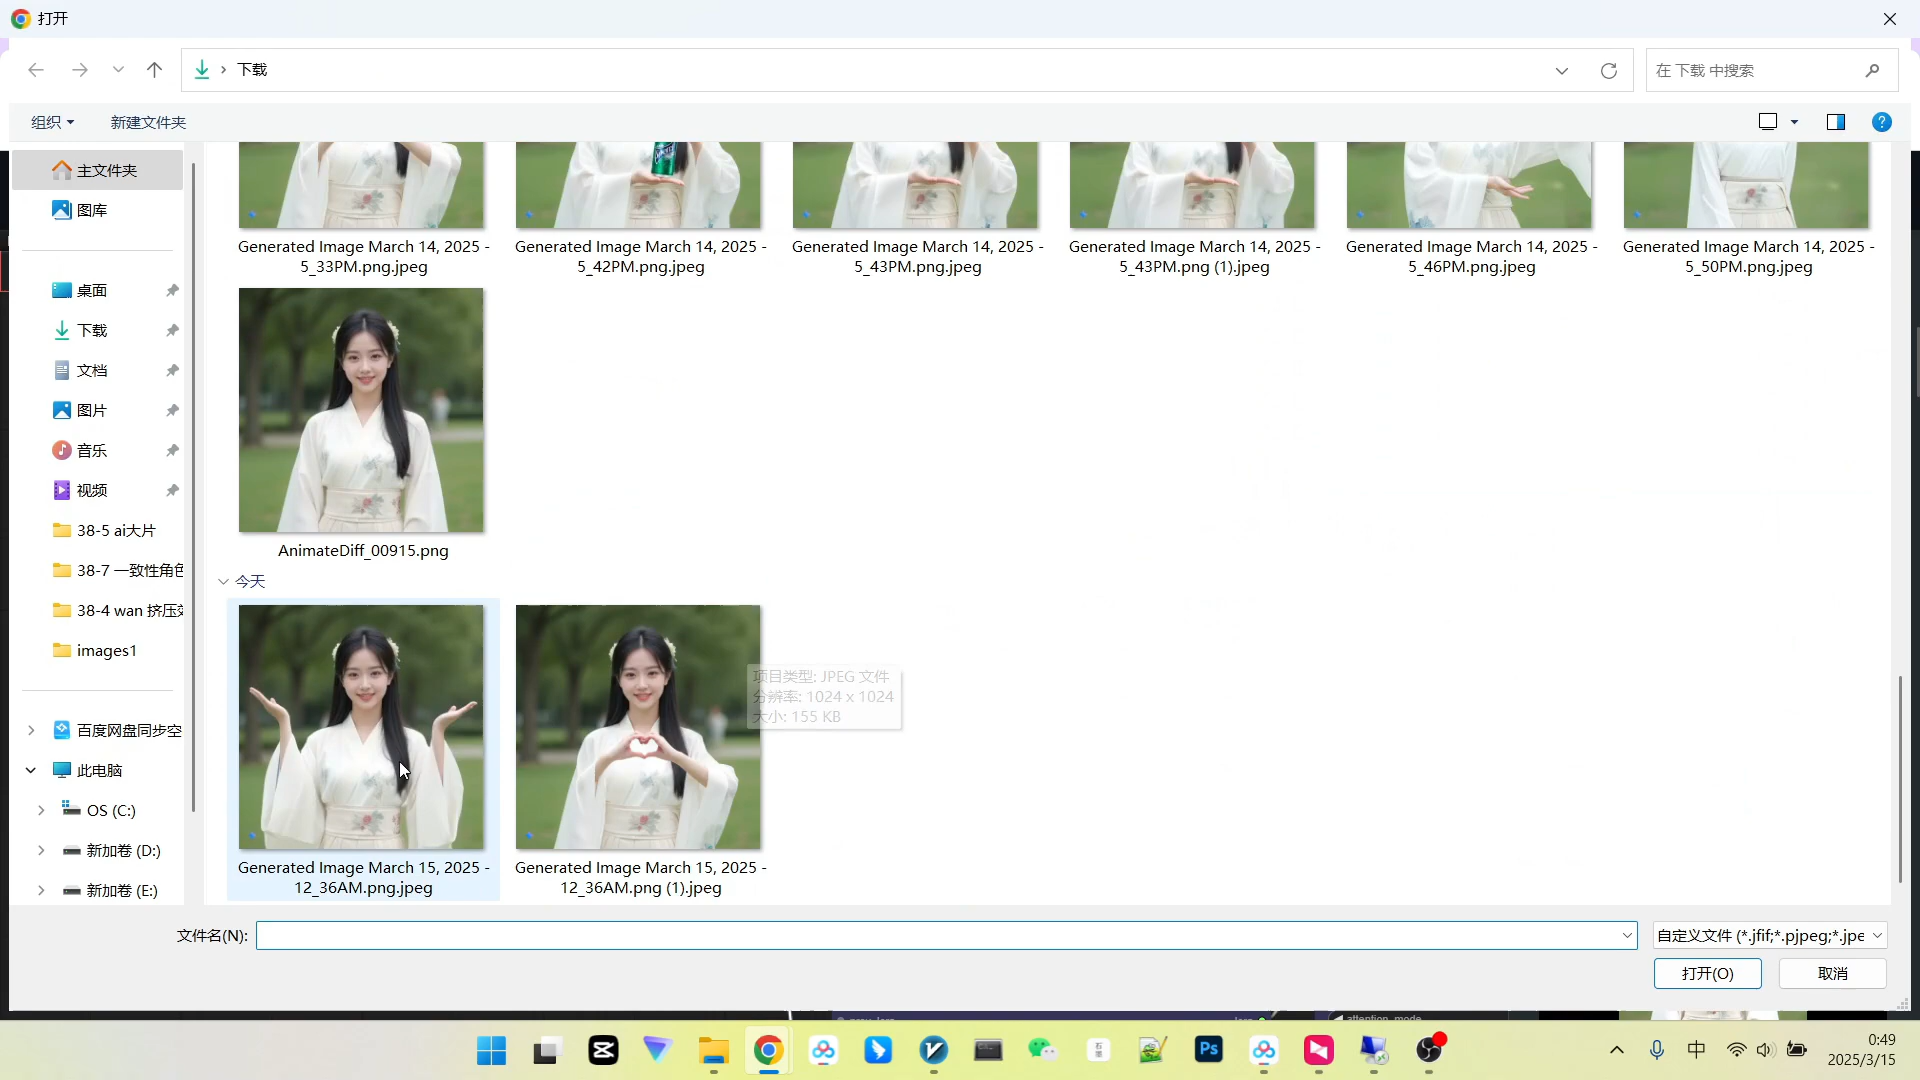 打开
下载
在 下载 中搜索
组织
新建文件夹
主文件夹
图库
桌面
下载
文档
图片
音乐
视频
38-5 ai大片
38-7 一致性角色
38-4 wan 挤压效
images1
百度网盘同步空
此电脑
OS (C:)
新加卷 (D:)
新加卷 (E:)
Generated Image March 14, 2025 -
5_33PM.png.jpeg
Generated Image March 14, 2025 -
5_42PM.png.jpeg
Generated Image March 14, 2025 -
5_43PM.png.jpeg
Generated Image March 14, 2025 -
5_43PM.png (1).jpeg
Generated Image March 14, 2025 -
5_46PM.png.jpeg
Generated Image March 14, 2025 -
5_50PM.png.jpeg
AnimateDiff_00915.png
今天
项目类型: JPEG 文件
分辨率: 1024 x 1024
大小: 155 KB
Generated Image March 15, 2025 -
12_36AM.png.jpeg
Generated Image March 15, 2025 -
12_36AM.png (1).jpeg
文件名(N):
自定义文件 (*.jfif;*.pjpeg;*.jpe
打开(O)
取消
attention_mode
Ps
中
0:49
2025/3/15